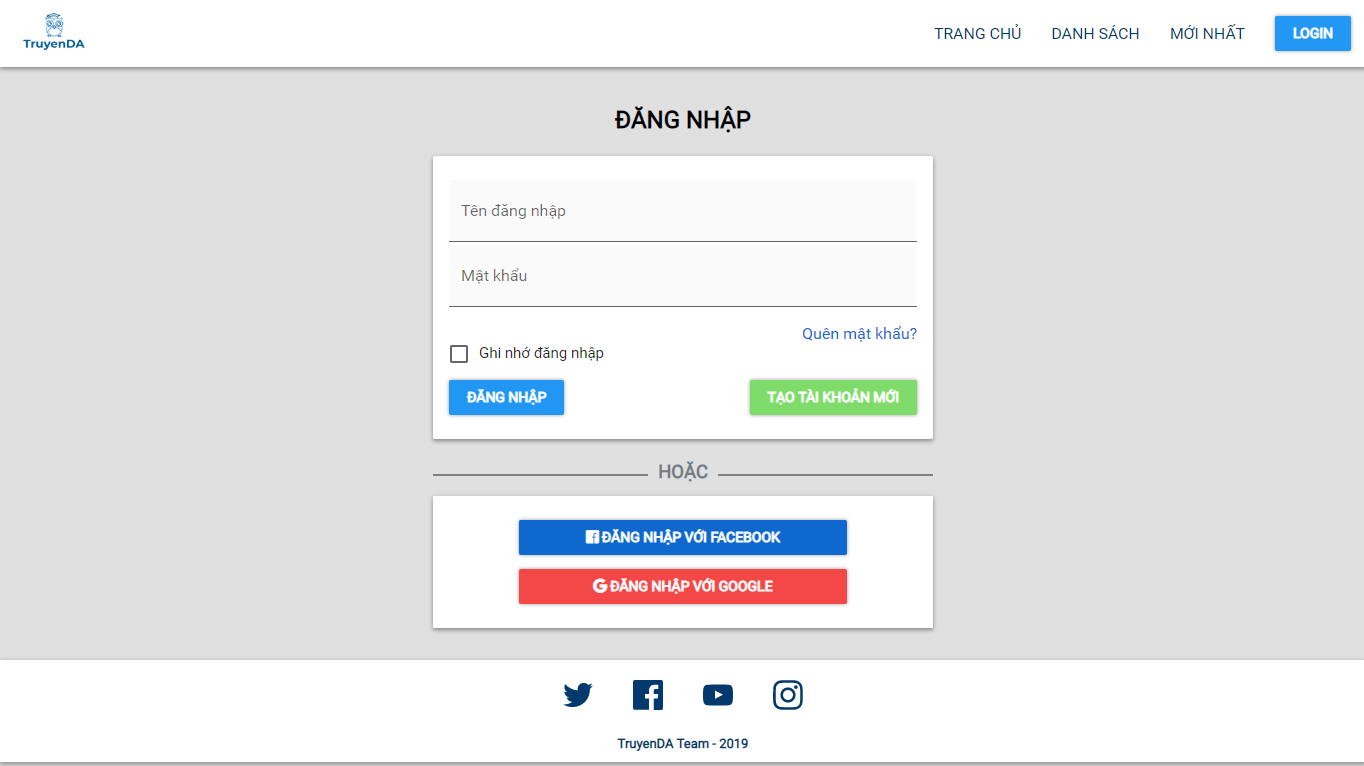 TruyenDA
TRANG CHỦ
DANH SÁCH
MỚI NHẤT
LOGIN
ĐĂNG NHẬP
Tên đăng nhập
Mật khẩu
Quên mật khẩu?
Ghi nhớ đăng nhập
ĐĂNG NHẬP
TẠO TÀI KHOẢN MỚI
HOẶC
ĐĂNG NHẬP VỚI FACEBOOK
ĐĂNG NHẬP VỚI GOOGLE
TruyenDA Team - 2019